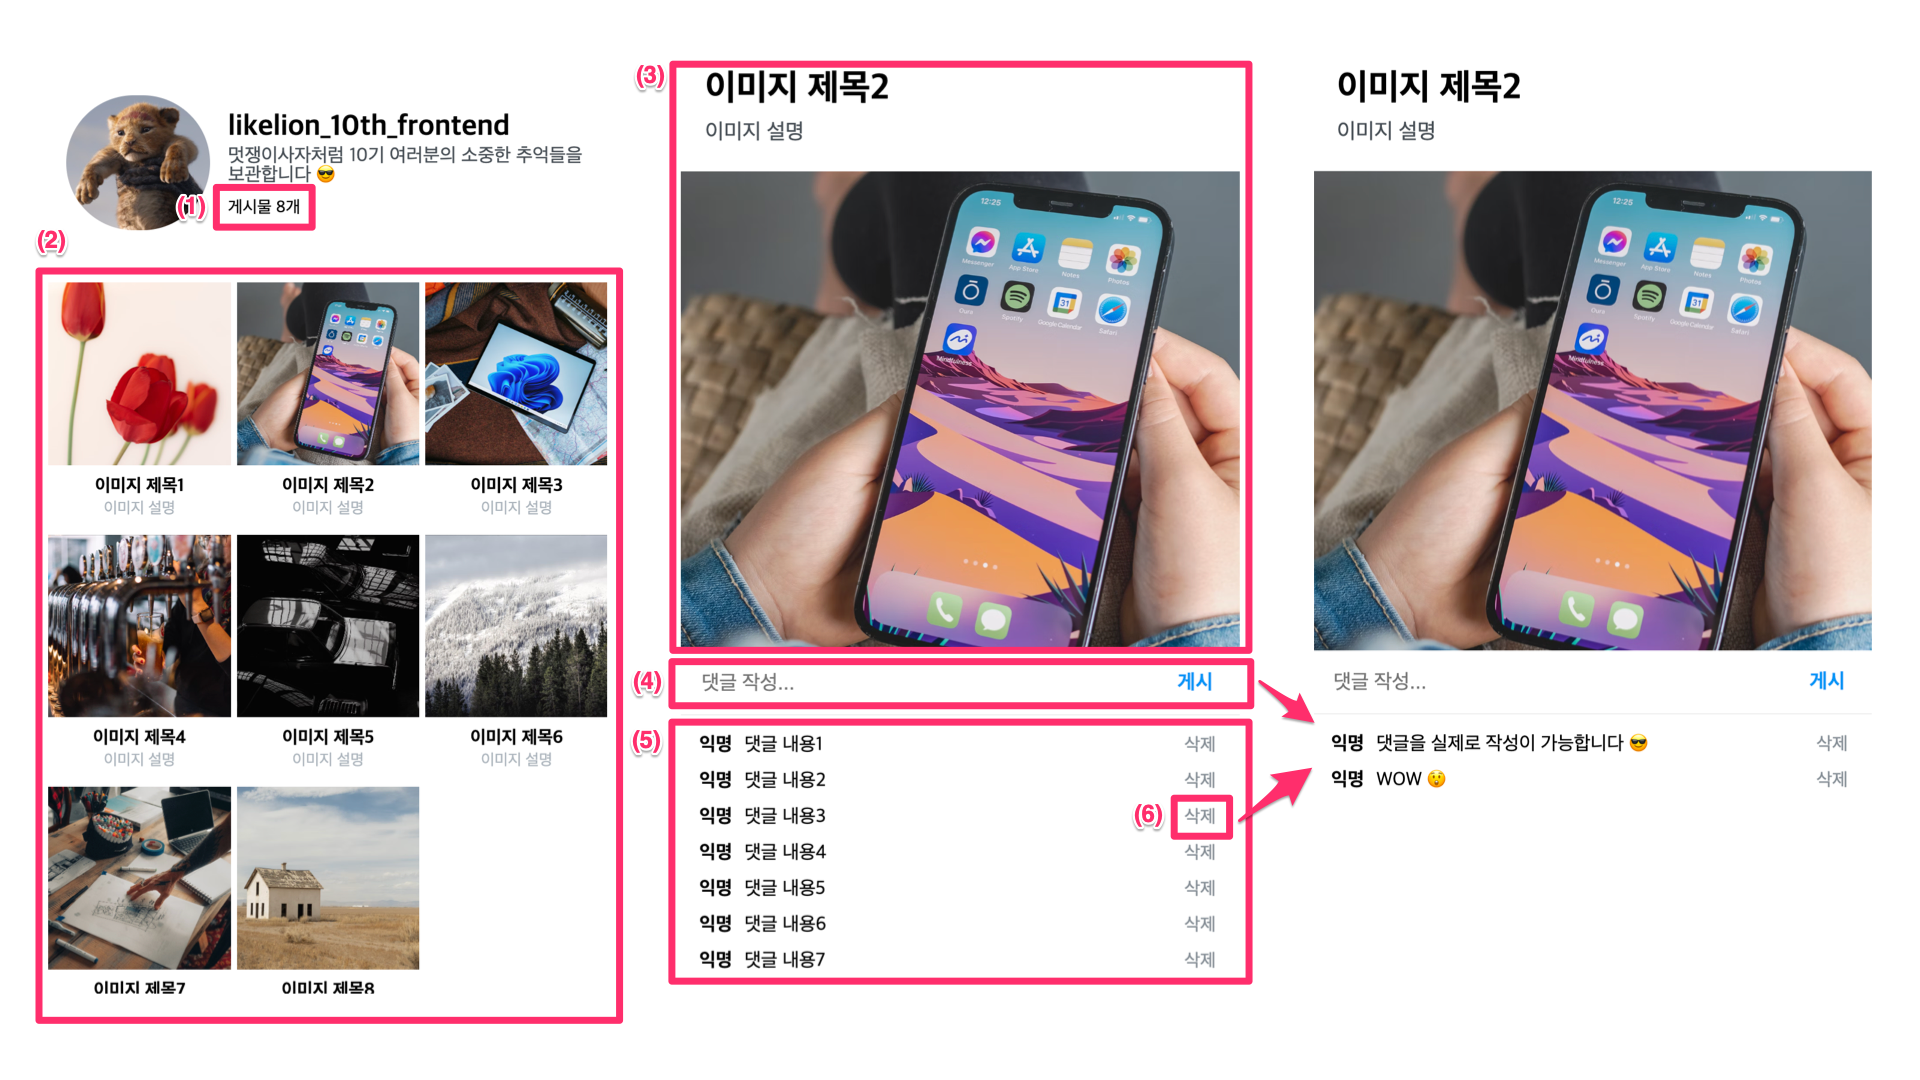 likelion_10th_frontend
멋쟁이사자처럼 10기 여러분의 소중한 추억들을
보관합니다 😎
(1)
게시물 8개
(2)
이미지 제목1
이미지 설명
이미지 제목2
이미지 설명
이미지 제목3
이미지 설명
이미지 제목4
이미지 설명
이미지 제목5
이미지 설명
이미지 제목6
이미지 설명
이미지 제목7
이미지 제목8
(3)
이미지 제목2
이미지 설명
12:25
Messenger
App Store
Notes
Photos
Oura
Spotify
31
Google Calendar
Safari
Mindfulness
(4)
댓글 작성... 게시
(5)
익명 댓글 내용1 삭제
익명 댓글 내용2 삭제
익명 댓글 내용3 삭제
(6)
익명 댓글 내용4 삭제
익명 댓글 내용5 삭제
익명 댓글 내용6 삭제
익명 댓글 내용7 삭제
이미지 제목2
이미지 설명
12:25
Messenger
App Store
Notes
Photos
Oura
Spotify
31
Google Calendar
Safari
Mindfulness
댓글 작성... 게시
익명 댓글을 실제로 작성이 가능합니다 😎 삭제
익명 WOW 😲 삭제